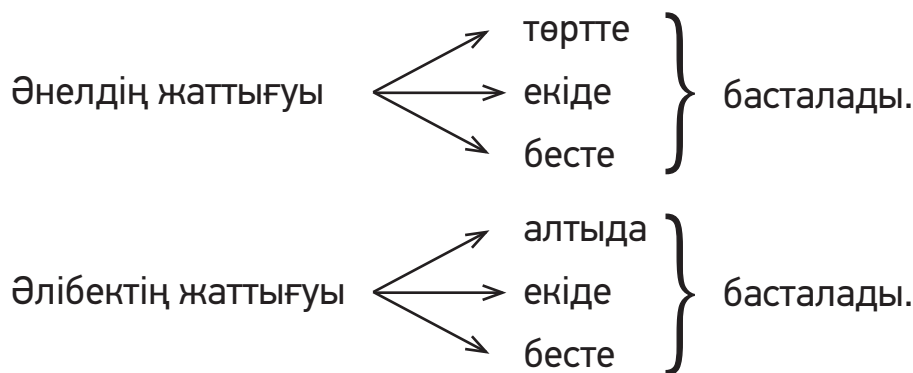 төртте
Әнелдің жаттығуы екіде басталады.
бесте
алтыда
Әлібектің жаттығуы екіде басталады.
бесте